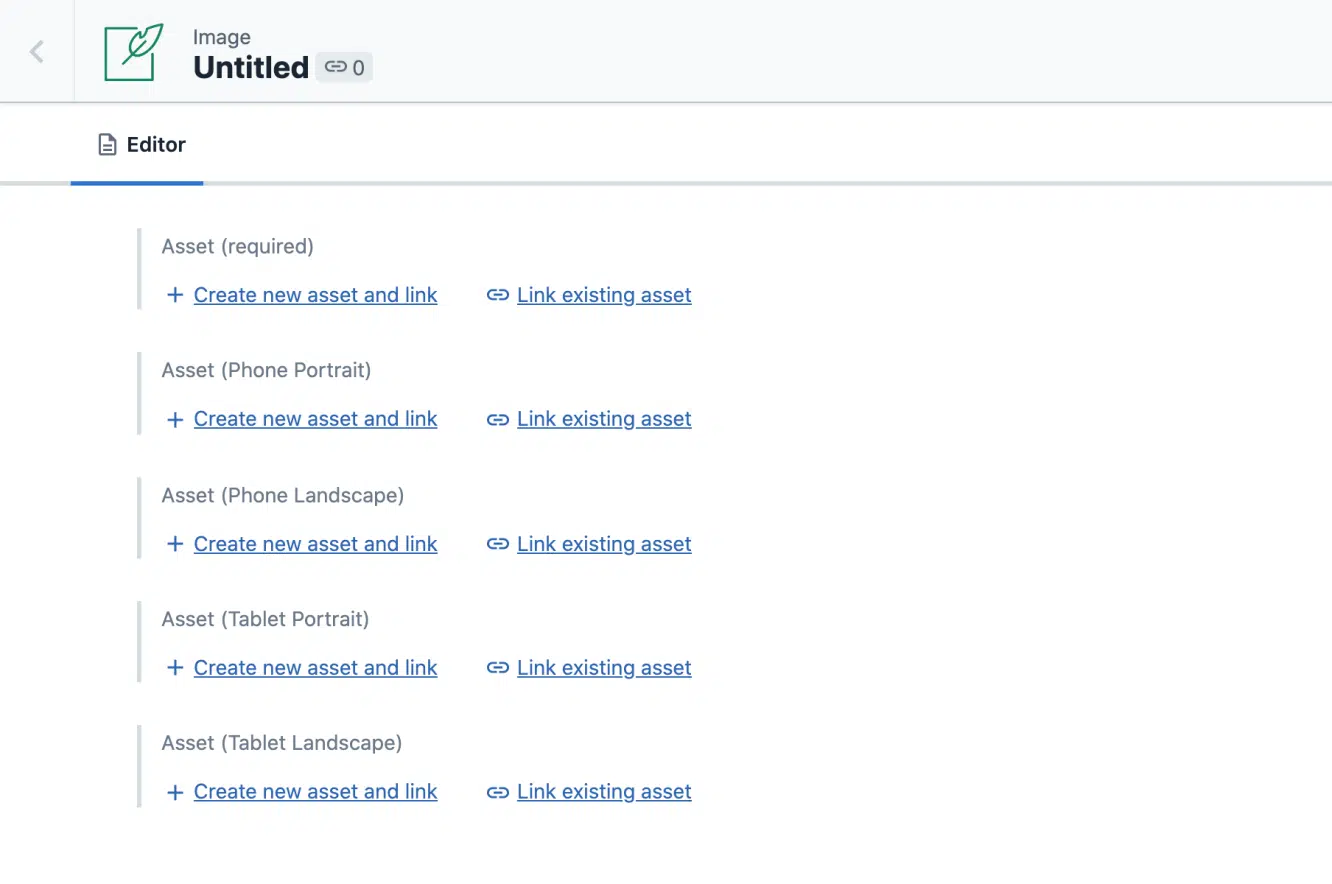 Image
Untitled 0
Editor
Asset (required)
Create new asset and link Link existing asset
Asset (Phone Portrait)
Create new asset and link Link existing asset
Asset (Phone Landscape)
Create new asset and link Link existing asset
Asset (Tablet Portrait)
Create new asset and link Link existing asset
Asset (Tablet Landscape)
Create new asset and link Link existing asset